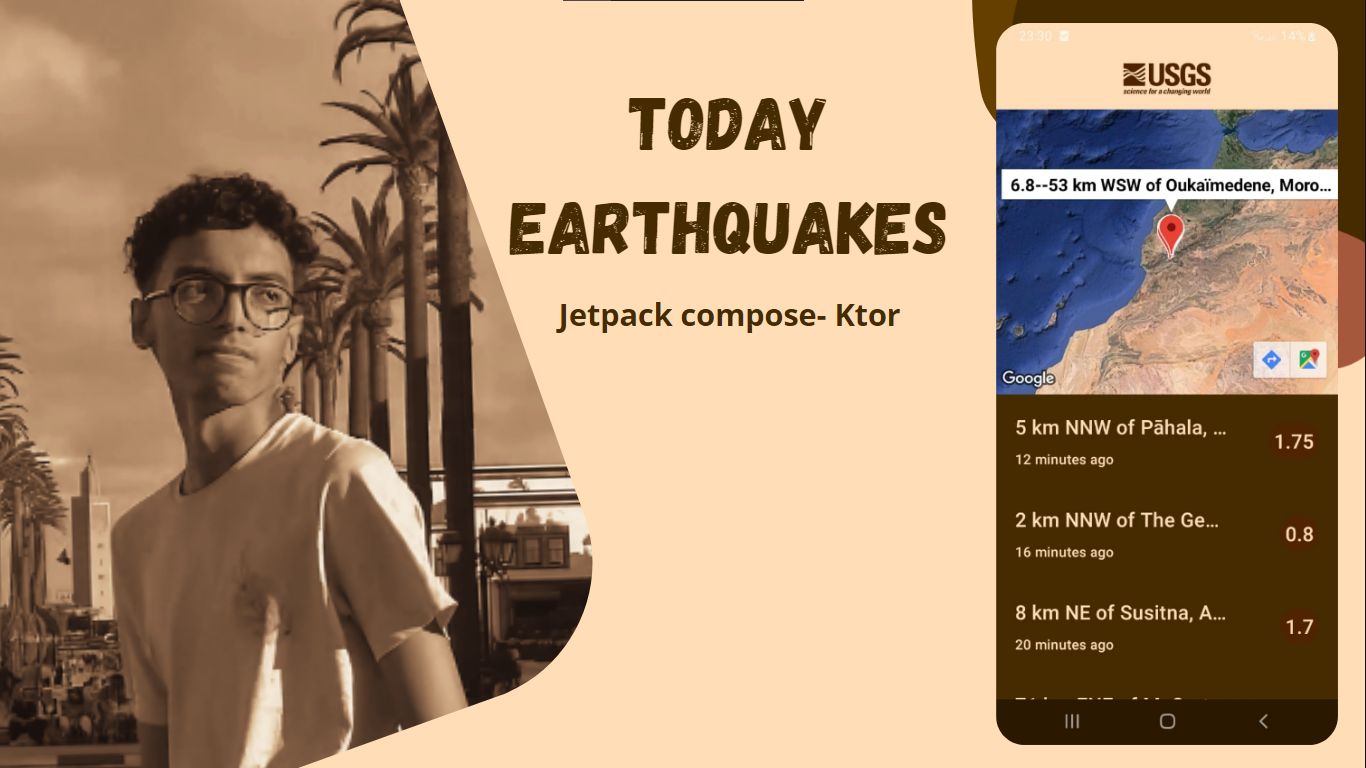 TODAY
EARTHQUAKES
Jetpack compose- Ktor
23:30
14%
USGS
science for a changing world
6.8--53 km WSW of Oukaïmedene, Moro...
Google
5 km NNW of Pāhala, ...
1.75
12 minutes ago
2 km NNW of The Ge...
0.8
16 minutes ago
8 km NE of Susitna, A...
1.7
20 minutes ago